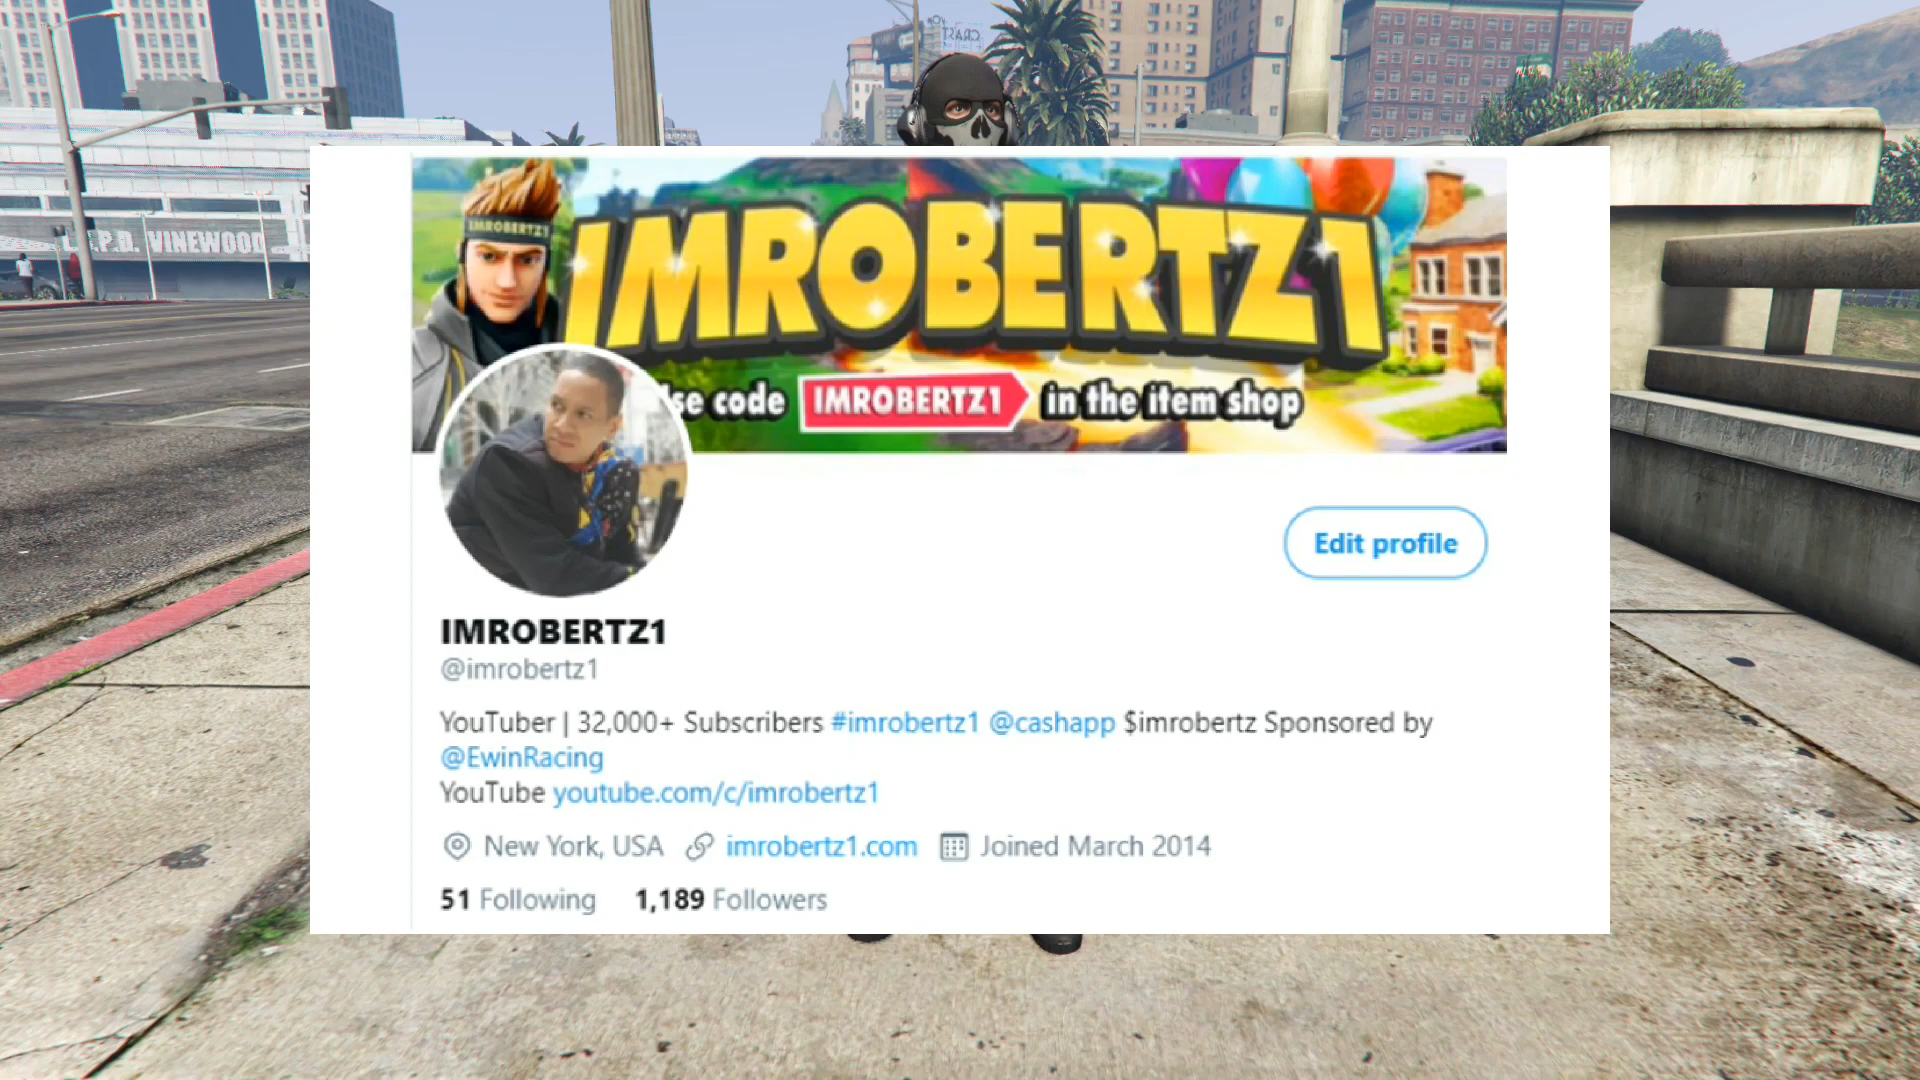 CRAST
L.S.P.D. VINEWOOD
IMROBERTZ1
IMROBERTZ1
se code IMROBERTZ1 in the item shop
Edit profile
IMROBERTZ1
@imrobertz1
YouTuber | 32,000+ Subscribers #imrobertz1 @cashapp $imrobertz Sponsored by
@EwinRacing
YouTube youtube.com/c/imrobertz1
New York, USA imrobertz1.com Joined March 2014
51 Following 1,189 Followers